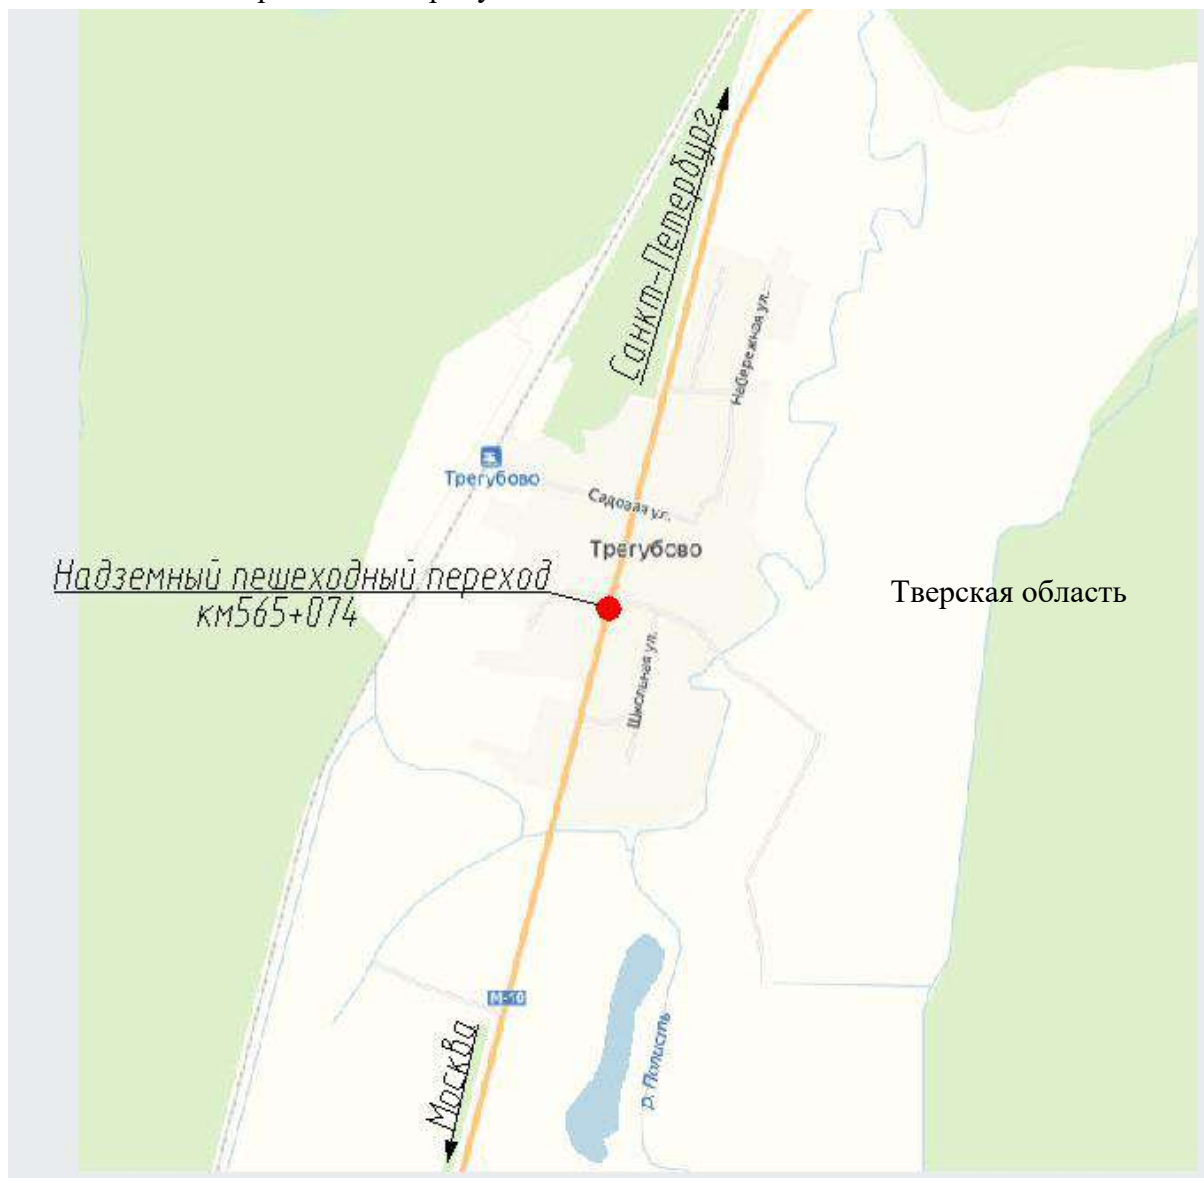 Санкт-Петербург
Набережная ул.
Трегубово
Садовая ул.
Трегубово
Надземный пешеходный переход
км565+074
Тверская область
Школьная ул.
М-10
Москва
р. Полисть